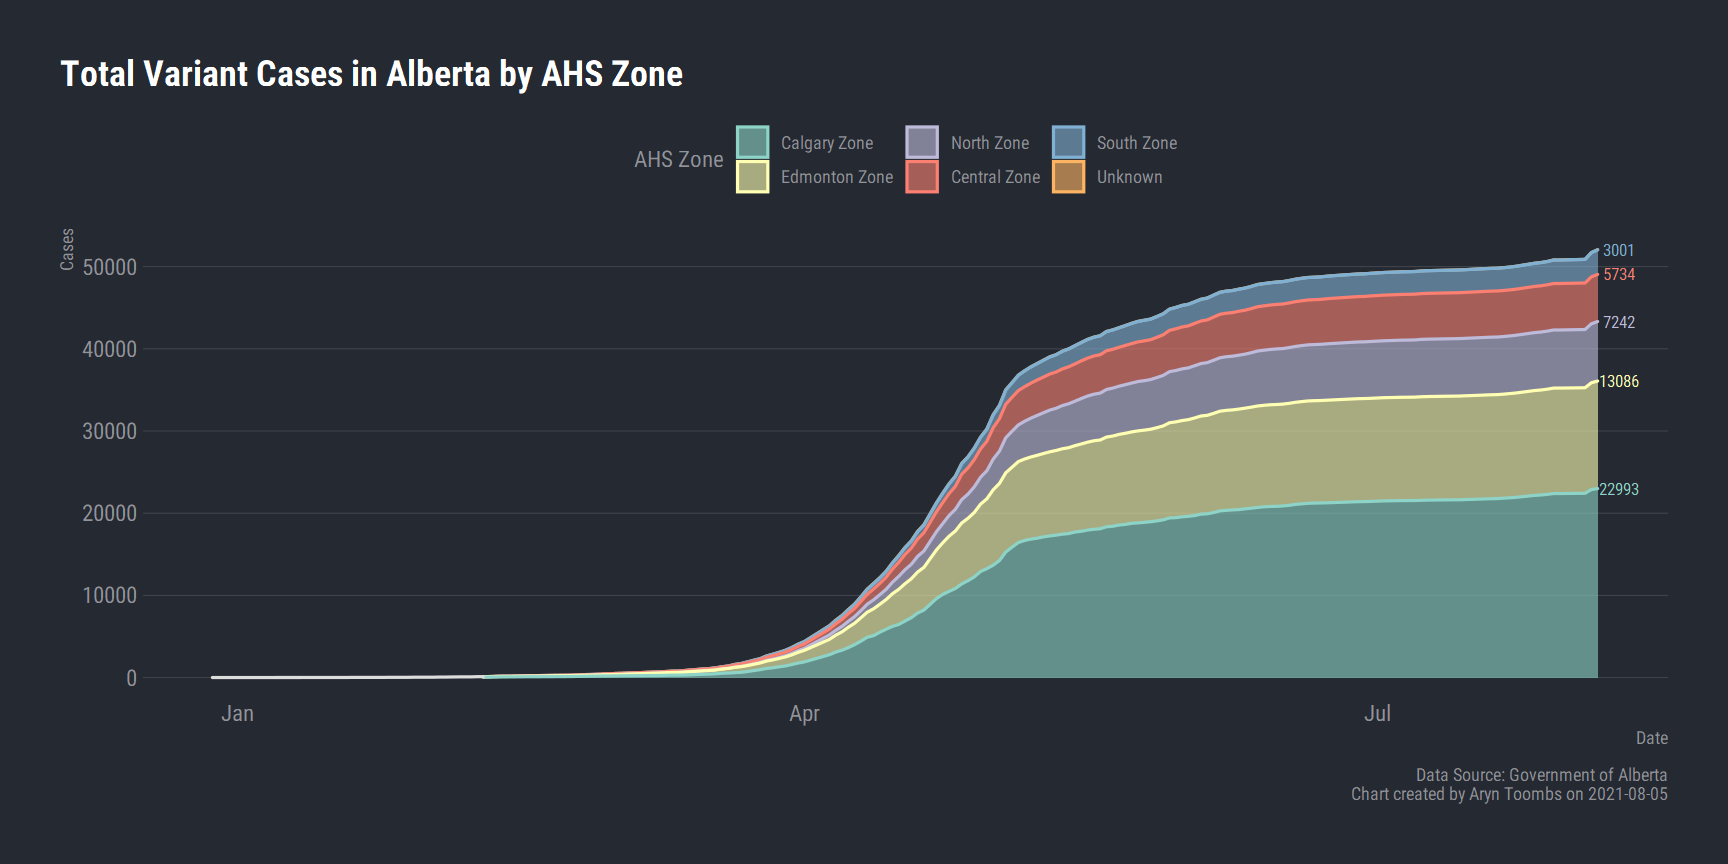 Total Variant Cases in Alberta by AHS Zone
AHS Zone
Calgary Zone
North Zone
South Zone
Edmonton Zone
Central Zone
Unknown
Cases
50000
40000
30000
20000
10000
0
3001
5734
7242
13086
22993
Jan
Apr
Jul
Date
Data Source: Government of Alberta
Chart created by Aryn Toombs on 2021-08-05